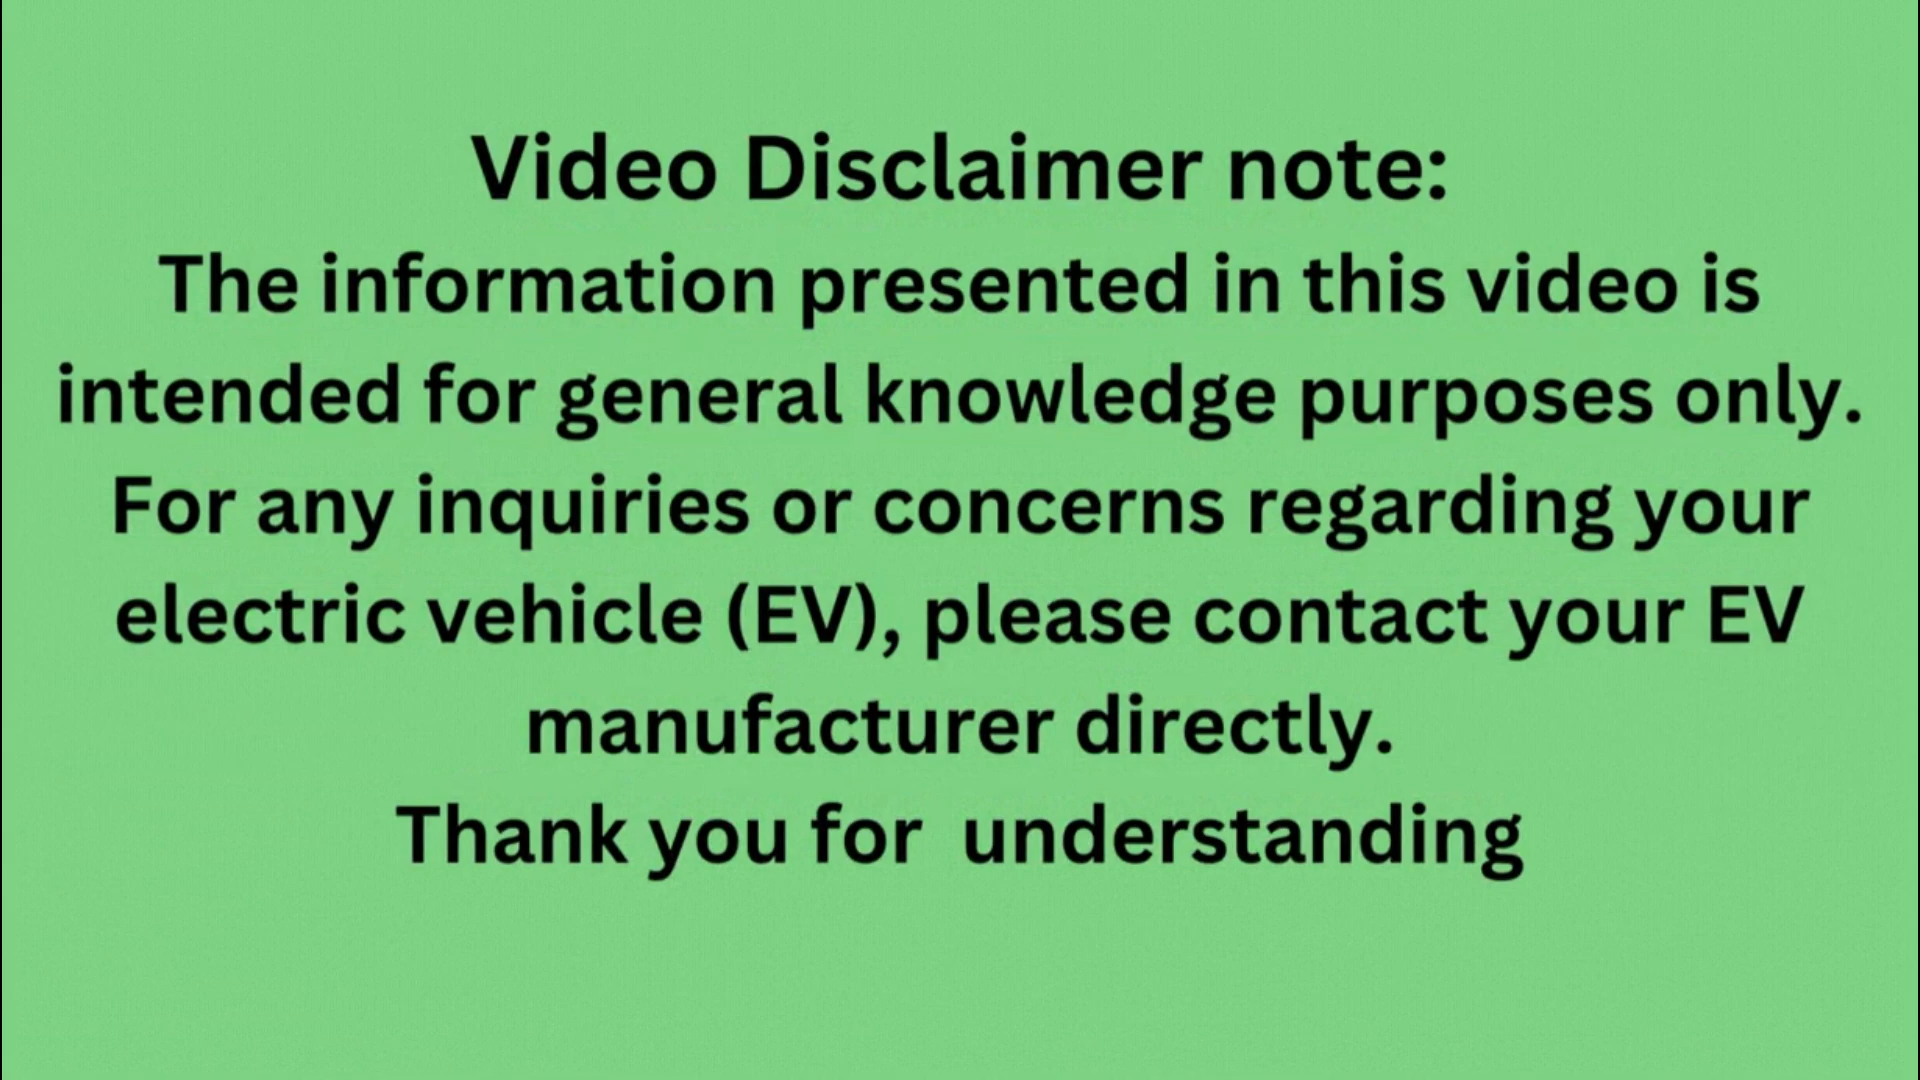 Video Disclaimer note:
The information presented in this video is
intended for general knowledge purposes only.
For any inquiries or concerns regarding your
electric vehicle (EV), please contact your EV
manufacturer directly.
Thank you for  understanding